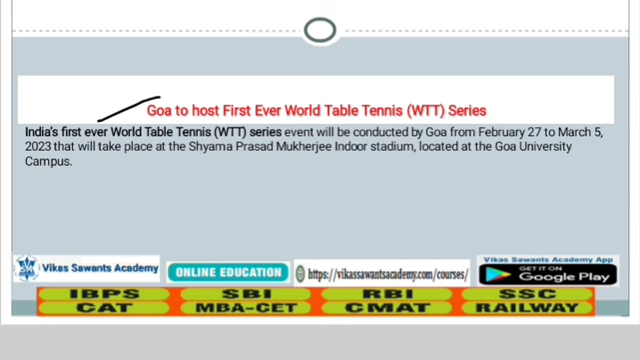 Goa to host First Ever World Table Tennis (WTT) Series
India's first ever World Table Tennis (WTT) series event will be conducted by Goa from February 27 to March 5,
2023 that will take place at the Shyama Prasad Mukherjee Indoor stadium, located at the Goa University
Campus.
Vikas Sawants Academy
ONLINE EDUCATION
https://vikassawantsacademy.com/courses/
Vikas Sawants Academy App
GET IT ON
Google Play
IBPS SBI RBI SSC
CAT MBA-CET CMAT RAILWAY